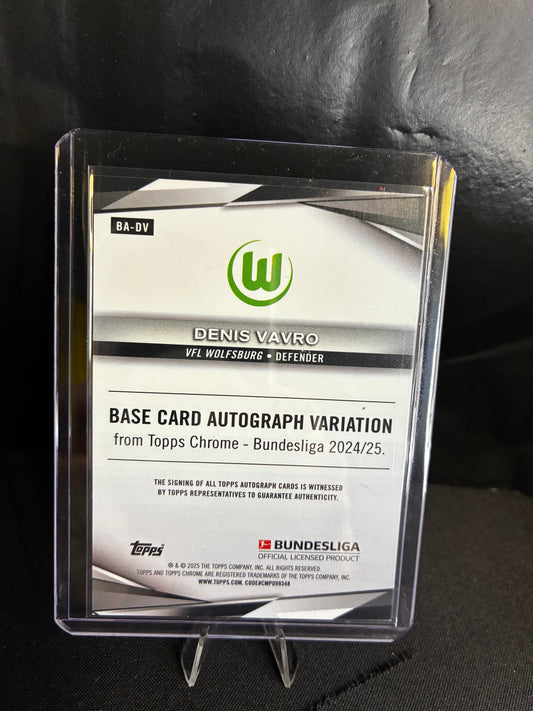 BA-DV
W
DENIS VAVRO
VFL WOLFSBURG • DEFENDER
BASE CARD AUTOGRAPH VARIATION
from Topps Chrome - Bundesliga 2024/25.
THE SIGNING OF ALL TOPPS AUTOGRAPH CARDS IS WITNESSED
BY TOPPS REPRESENTATIVES TO GUARANTEE AUTHENTICITY.
Topps
BUNDESLIGA
OFFICIAL LICENSED PRODUCT
® & © 2025 THE TOPPS COMPANY, INC. ALL RIGHTS RESERVED.
TOPPS AND TOPPS CHROME ARE REGISTERED TRADEMARKS OF THE TOPPS COMPANY, INC.
WWW.TOPPS.COM. CODE#CMP099348